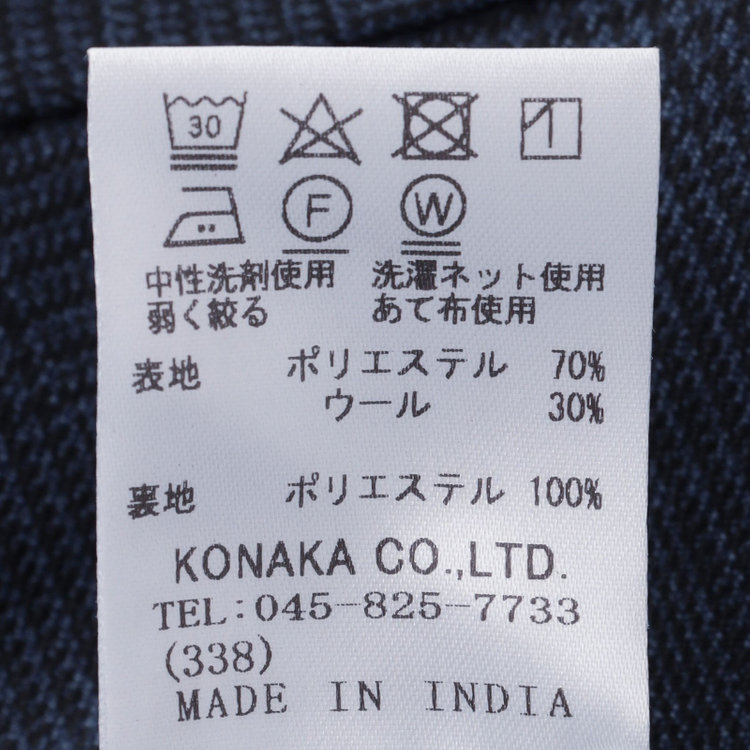 30
F W
中性洗剤使用 洗濯ネット使用
弱く絞る あて布使用
表地 ポリエステル 70%
ウール 30%
裏地 ポリエステル 100%
KONAKA CO.,LTD.
TEL:045-825-7733
(338)
MADE IN INDIA